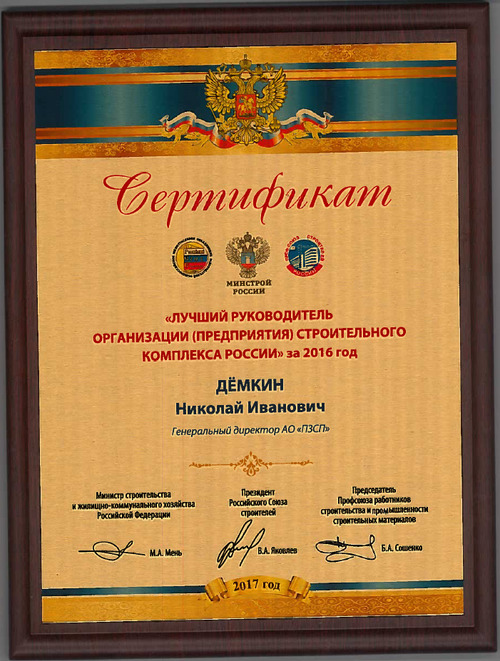 Сертификат
МИНСТРОЙ
РОССИИ
«ЛУЧШИЙ РУКОВОДИТЕЛЬ
ОРГАНИЗАЦИИ (ПРЕДПРИЯТИЯ) СТРОИТЕЛЬНОГО
КОМПЛЕКСА РОССИИ» за 2016 год
ДЁМКИН
Николай Иванович
Генеральный директор АО «ПЗСП»
Министр строительства
и жилищно-коммунального хозяйства
Российской Федерации
М.А. Мень
Президент
Российского Союза
строителей
В.А. Яковлев
Председатель
Профсоюза работников
строительства и промышленности
строительных материалов
Б.А. Сошенко
2017 год